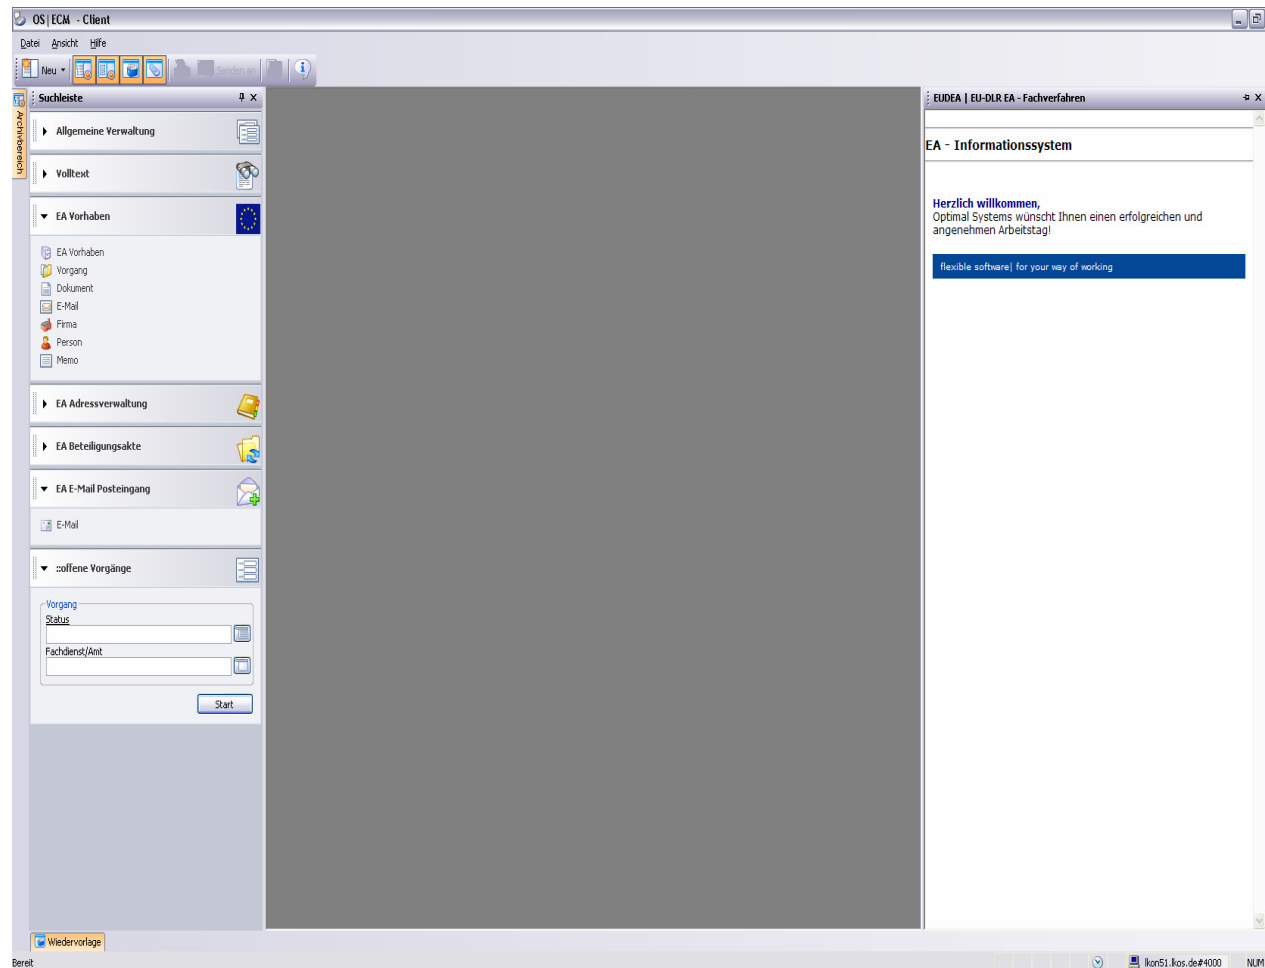 OS|ECM - Client
Datei Ansicht Hilfe
Neu Senden an
Archivbereich
Suchleiste
Allgemeine Verwaltung
Volltext
EA Vorhaben
EA Vorhaben
Vorgang
Dokument
E-Mail
Firma
Person
Memo
EA Adressverwaltung
EA Beteiligungsakte
EA E-Mail Posteingang
E-Mail
::offene Vorgänge
Vorgang
Status
Fachdienst/Amt
Start
EUDEA | EU-DLR EA - Fachverfahren
EA - Informationssystem
Herzlich willkommen,
Optimal Systems wünscht Ihnen einen erfolgreichen und
angenehmen Arbeitstag!
flexible software| for your way of working
Wiedervorlage
Bereit
lkon51.lkos.de#4000 NUM